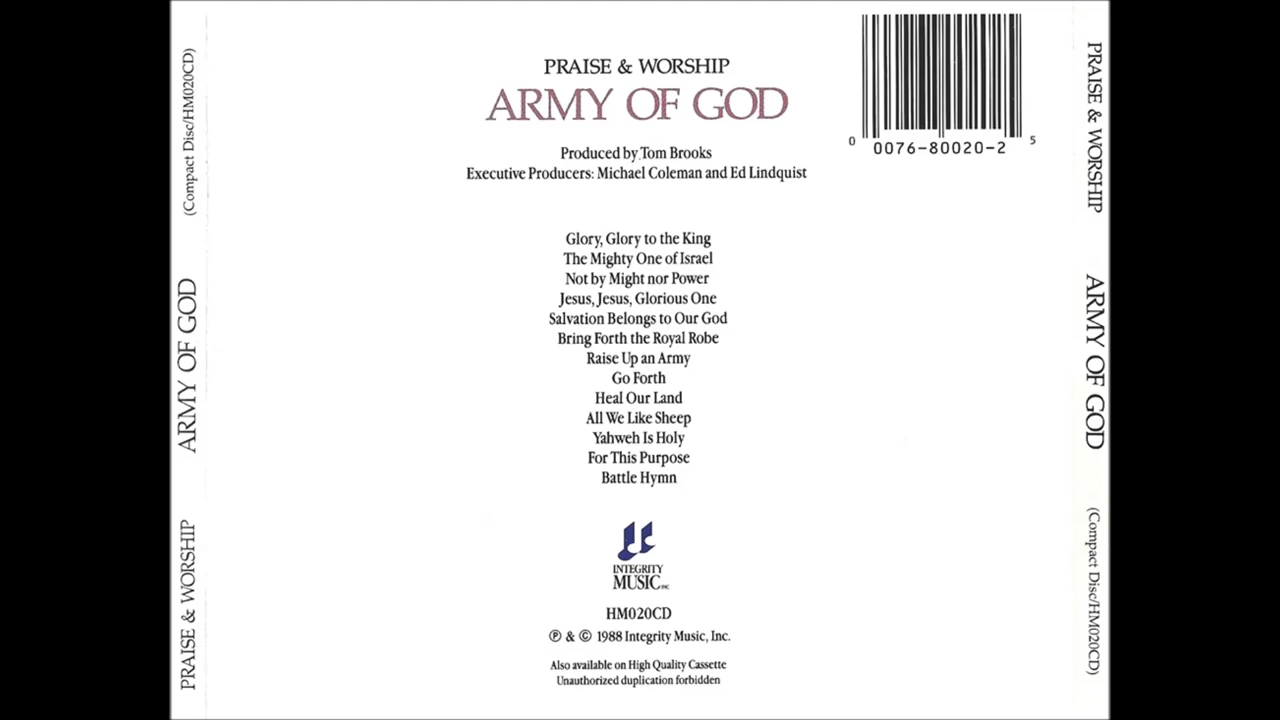 PRAISE & WORSHIP
ARMY OF GOD
Produced by Tom Brooks
Executive Producers: Michael Coleman and Ed Lindquist
0 0076-80020-2 5
Glory, Glory to the King
The Mighty One of Israel
Not by Might nor Power
Jesus, Jesus, Glorious One
Salvation Belongs to Our God
Bring Forth the Royal Robe
Raise Up an Army
Go Forth
Heal Our Land
All We Like Sheep
Yahweh Is Holy
For This Purpose
Battle Hymn
INTEGRITY
MUSIC INC
HM020CD
Ⓟ & © 1988 Integrity Music, Inc.
Also available on High Quality Cassette
Unauthorized duplication forbidden
PRAISE & WORSHIP ARMY OF GOD (Compact Disc/HM020CD)
PRAISE & WORSHIP ARMY OF GOD (Compact Disc/HM020CD)